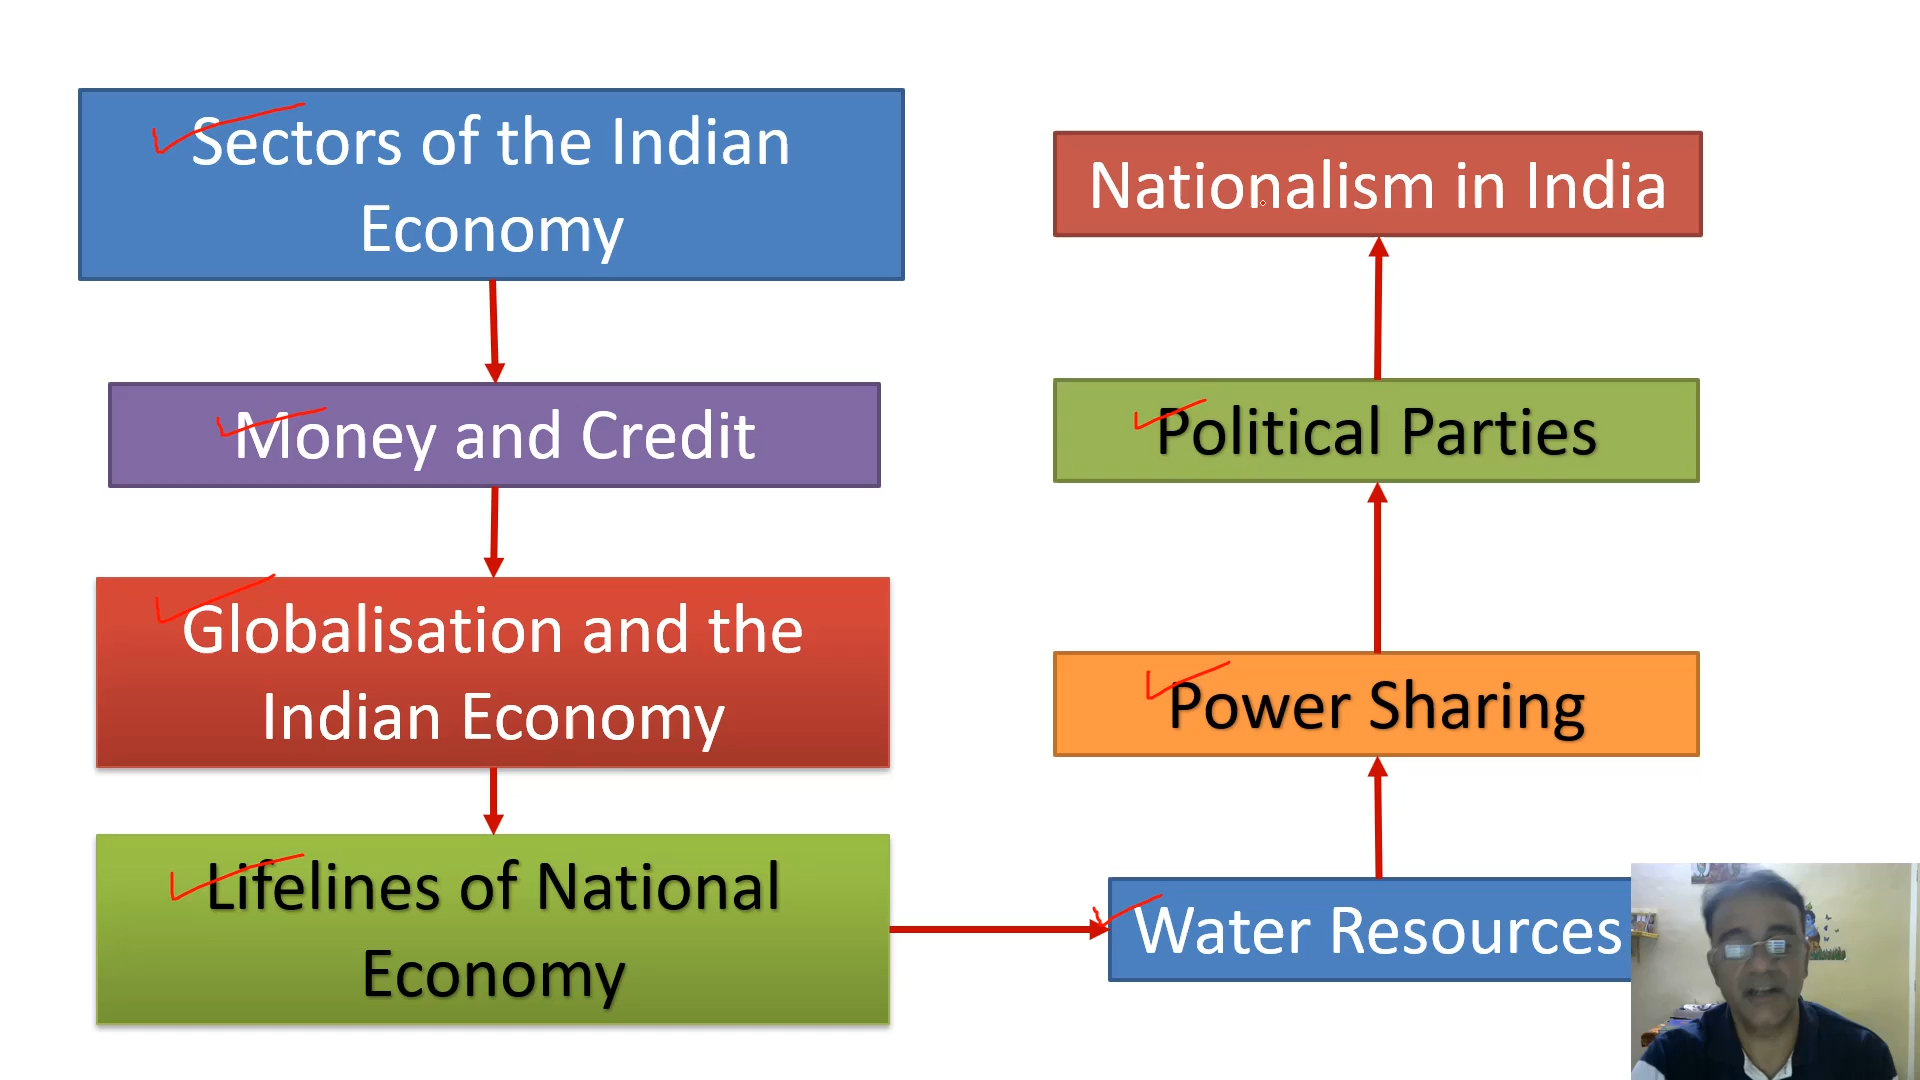 Sectors of the Indian
Economy
Money and Credit
Globalisation and the
Indian Economy
Lifelines of National
Economy
Water Resources
Power Sharing
Political Parties
Nationalism in India